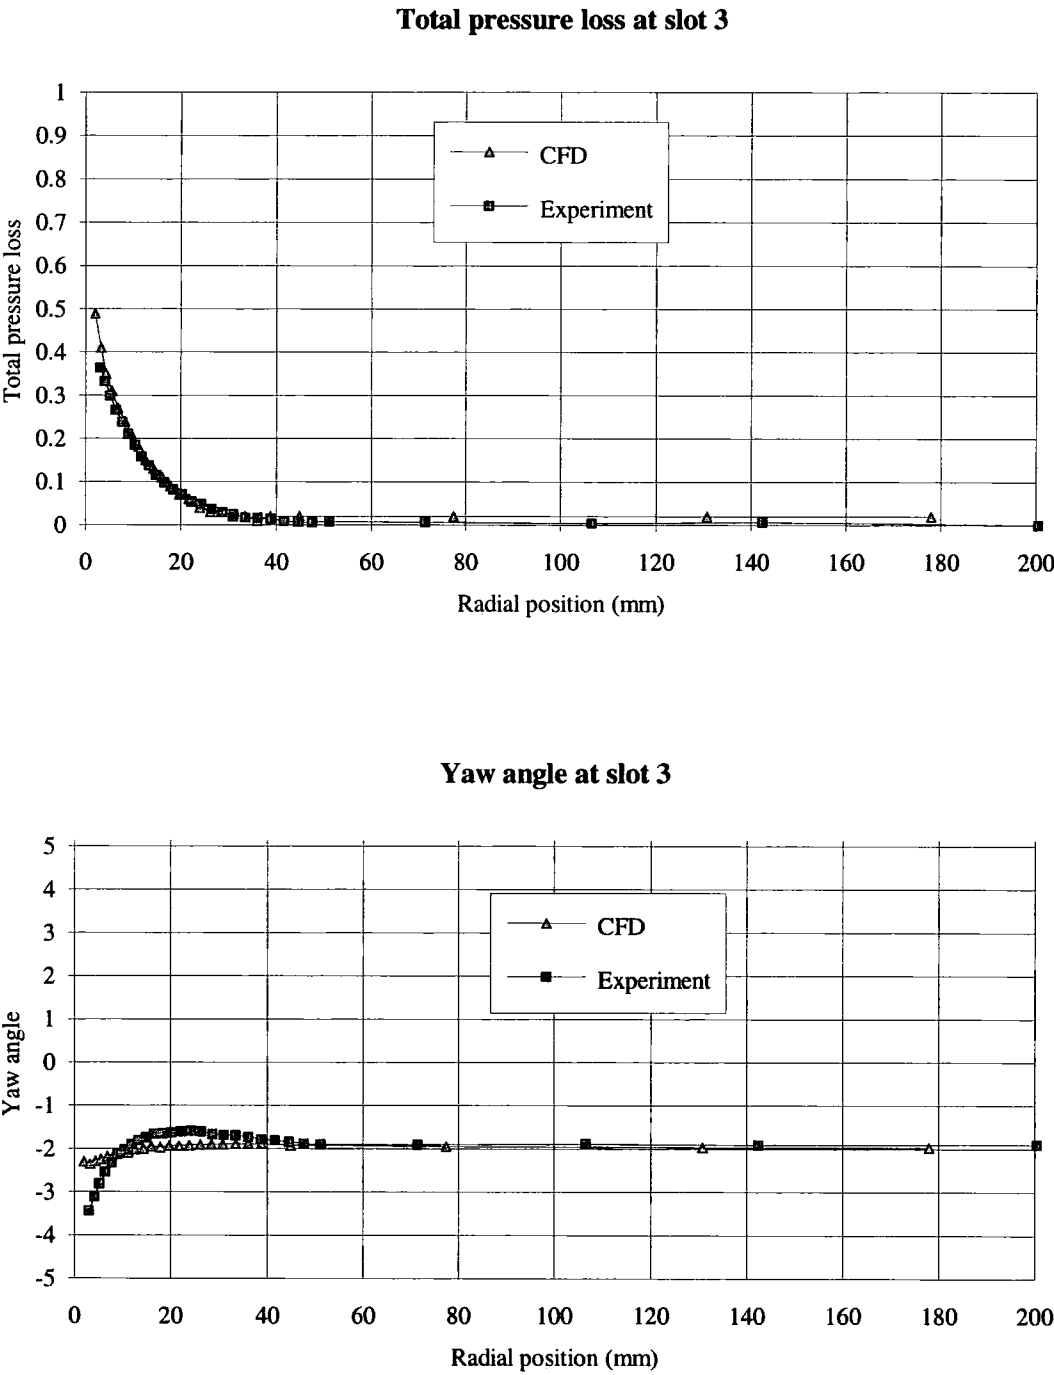 Total pressure loss at slot 3
1
0.9
0.8
0.7
0.6
0.5
0.4
0.3
0.2
0.1
0
Total pressure loss
CFD
Experiment
0 20 40 60 80 100 120 140 160 180 200
Radial position (mm)
Yaw angle at slot 3
5
4
3
2
1
0
-1
-2
-3
-4
-5
Yaw angle
CFD
Experiment
0 20 40 60 80 100 120 140 160 180 200
Radial position (mm)